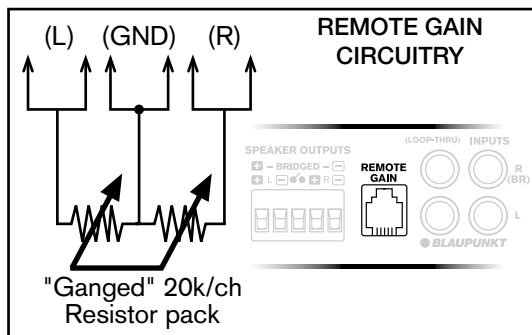 (L) (GND) (R)
REMOTE GAIN
CIRCUITRY
SPEAKER OUTPUTS
+ – BRIDGED – −
+ L − + R −
REMOTE
GAIN
(LOOP-THRU) INPUTS
R
(BR)
L
BLAUPUNKT
"Ganged" 20k/ch
Resistor pack